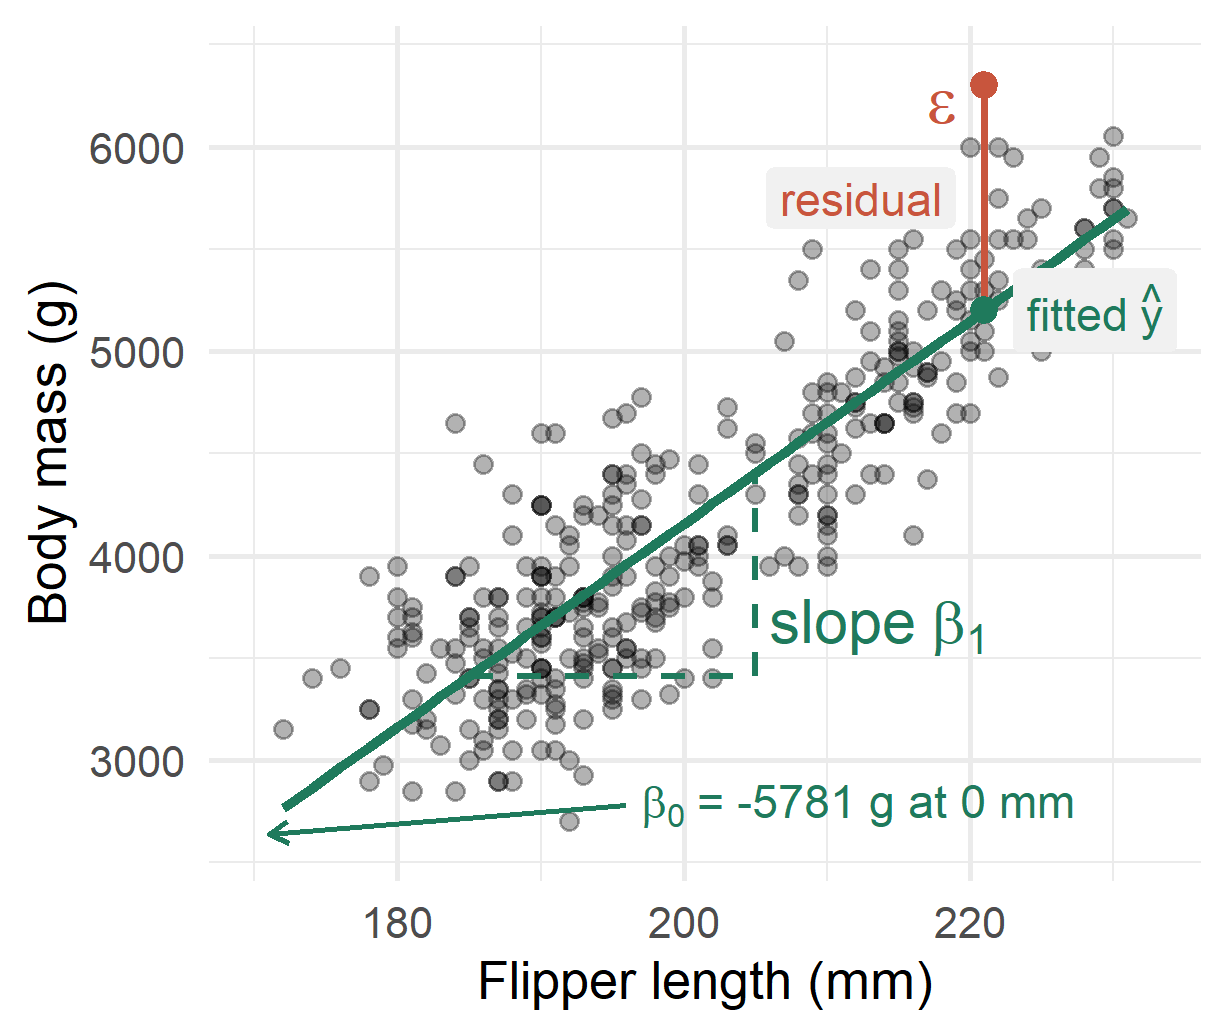 ε
6000
residual
fitted ŷ
5000
Body mass (g)
4000
slope β₁
3000
β₀ = -5781 g at 0 mm
180
200
220
Flipper length (mm)